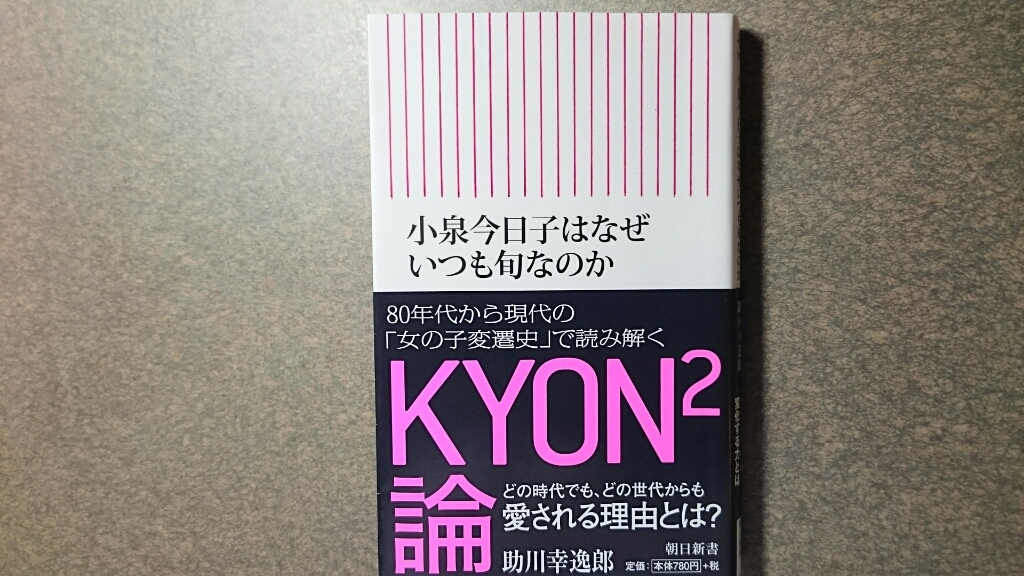 小泉今日子はなぜ
いつも旬なのか
80年代から現代の
「女の子変遷史」で読み解く
KYON²
論
どの時代でも、どの世代からも
愛される理由とは?
助川幸逸郎
朝日新書
定価:本体780円+税